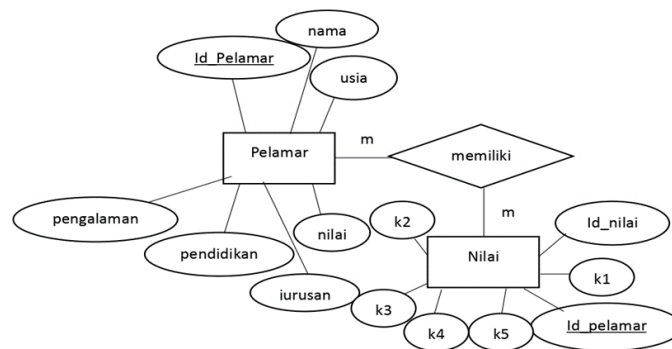 nama
Id_Pelamar
usia
Pelamar
m
memiliki
pengalaman
pendidikan
nilai
iurusan
k2
m
Id_nilai
Nilai
k1
k3
k4
k5
Id_pelamar